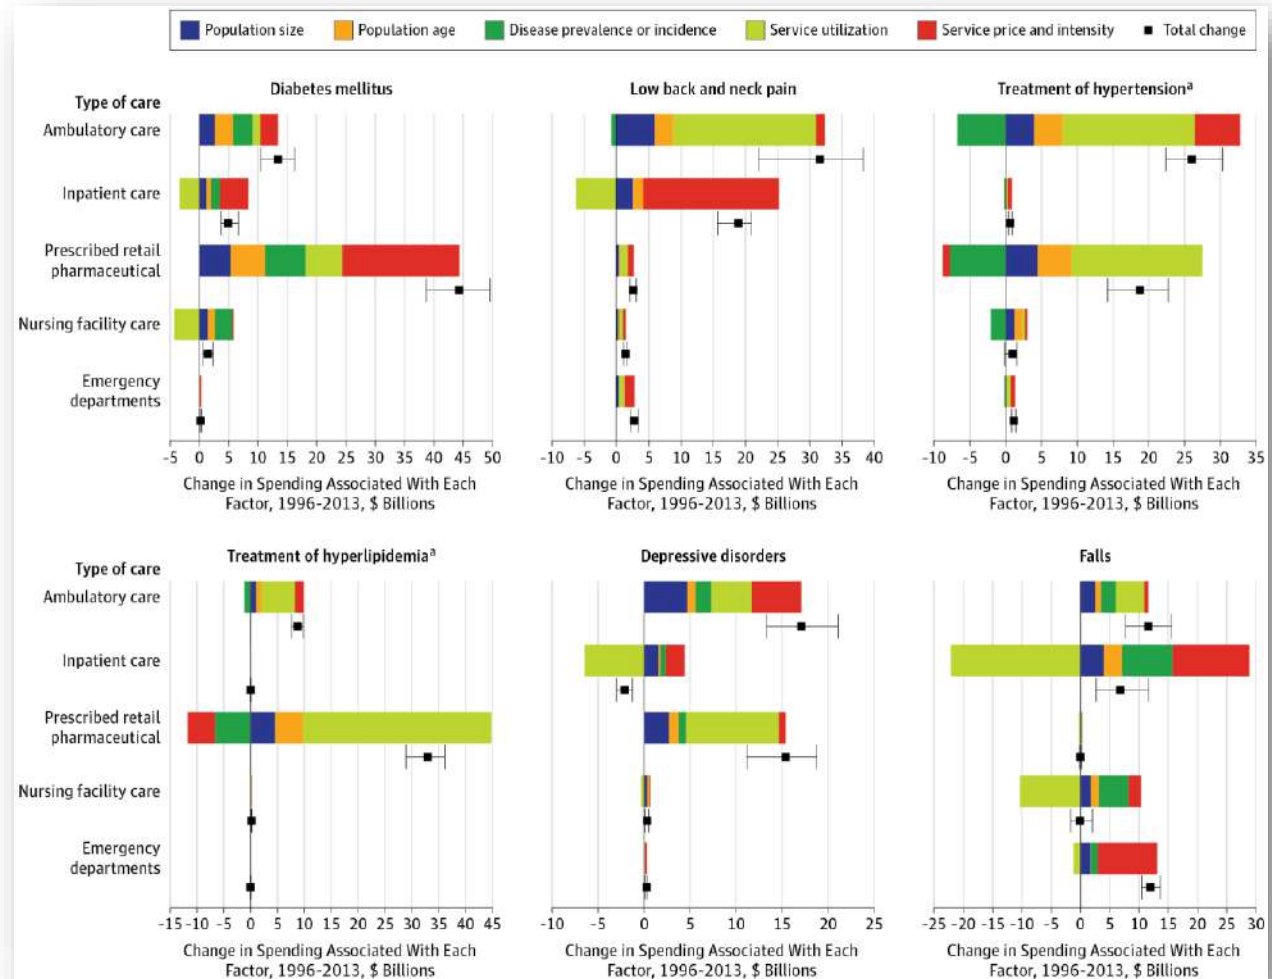 Population size Population age Disease prevalence or incidence Service utilization Service price and intensity Total change
Diabetes mellitus
Low back and neck pain
Treatment of hypertensionª
Type of care
Ambulatory care
Inpatient care
Prescribed retail
pharmaceutical
Nursing facility care
Emergency
departments
-5 0 5 10 15 20 25 30 35 40 45 50
Change in Spending Associated With Each
Factor, 1996-2013, $ Billions
-10 -5 0 5 10 15 20 25 30 35 40
Change in Spending Associated With Each
Factor, 1996-2013, $ Billions
-10 -5 0 5 10 15 20 25 30 35
Change in Spending Associated With Each
Factor, 1996-2013, $ Billions
Treatment of hyperlipidemiaª
Depressive disorders
Falls
Type of care
Ambulatory care
Inpatient care
Prescribed retail
pharmaceutical
Nursing facility care
Emergency
departments
-15 -10 -5 0 5 10 15 20 25 30 35 40 45
Change in Spending Associated With Each
Factor, 1996-2013, $ Billions
-10 -5 0 5 10 15 20 25
Change in Spending Associated With Each
Factor, 1996-2013, $ Billions
-25 -20 -15 -10 -5 0 5 10 15 20 25 30
Change in Spending Associated With Each
Factor, 1996-2013, $ Billions